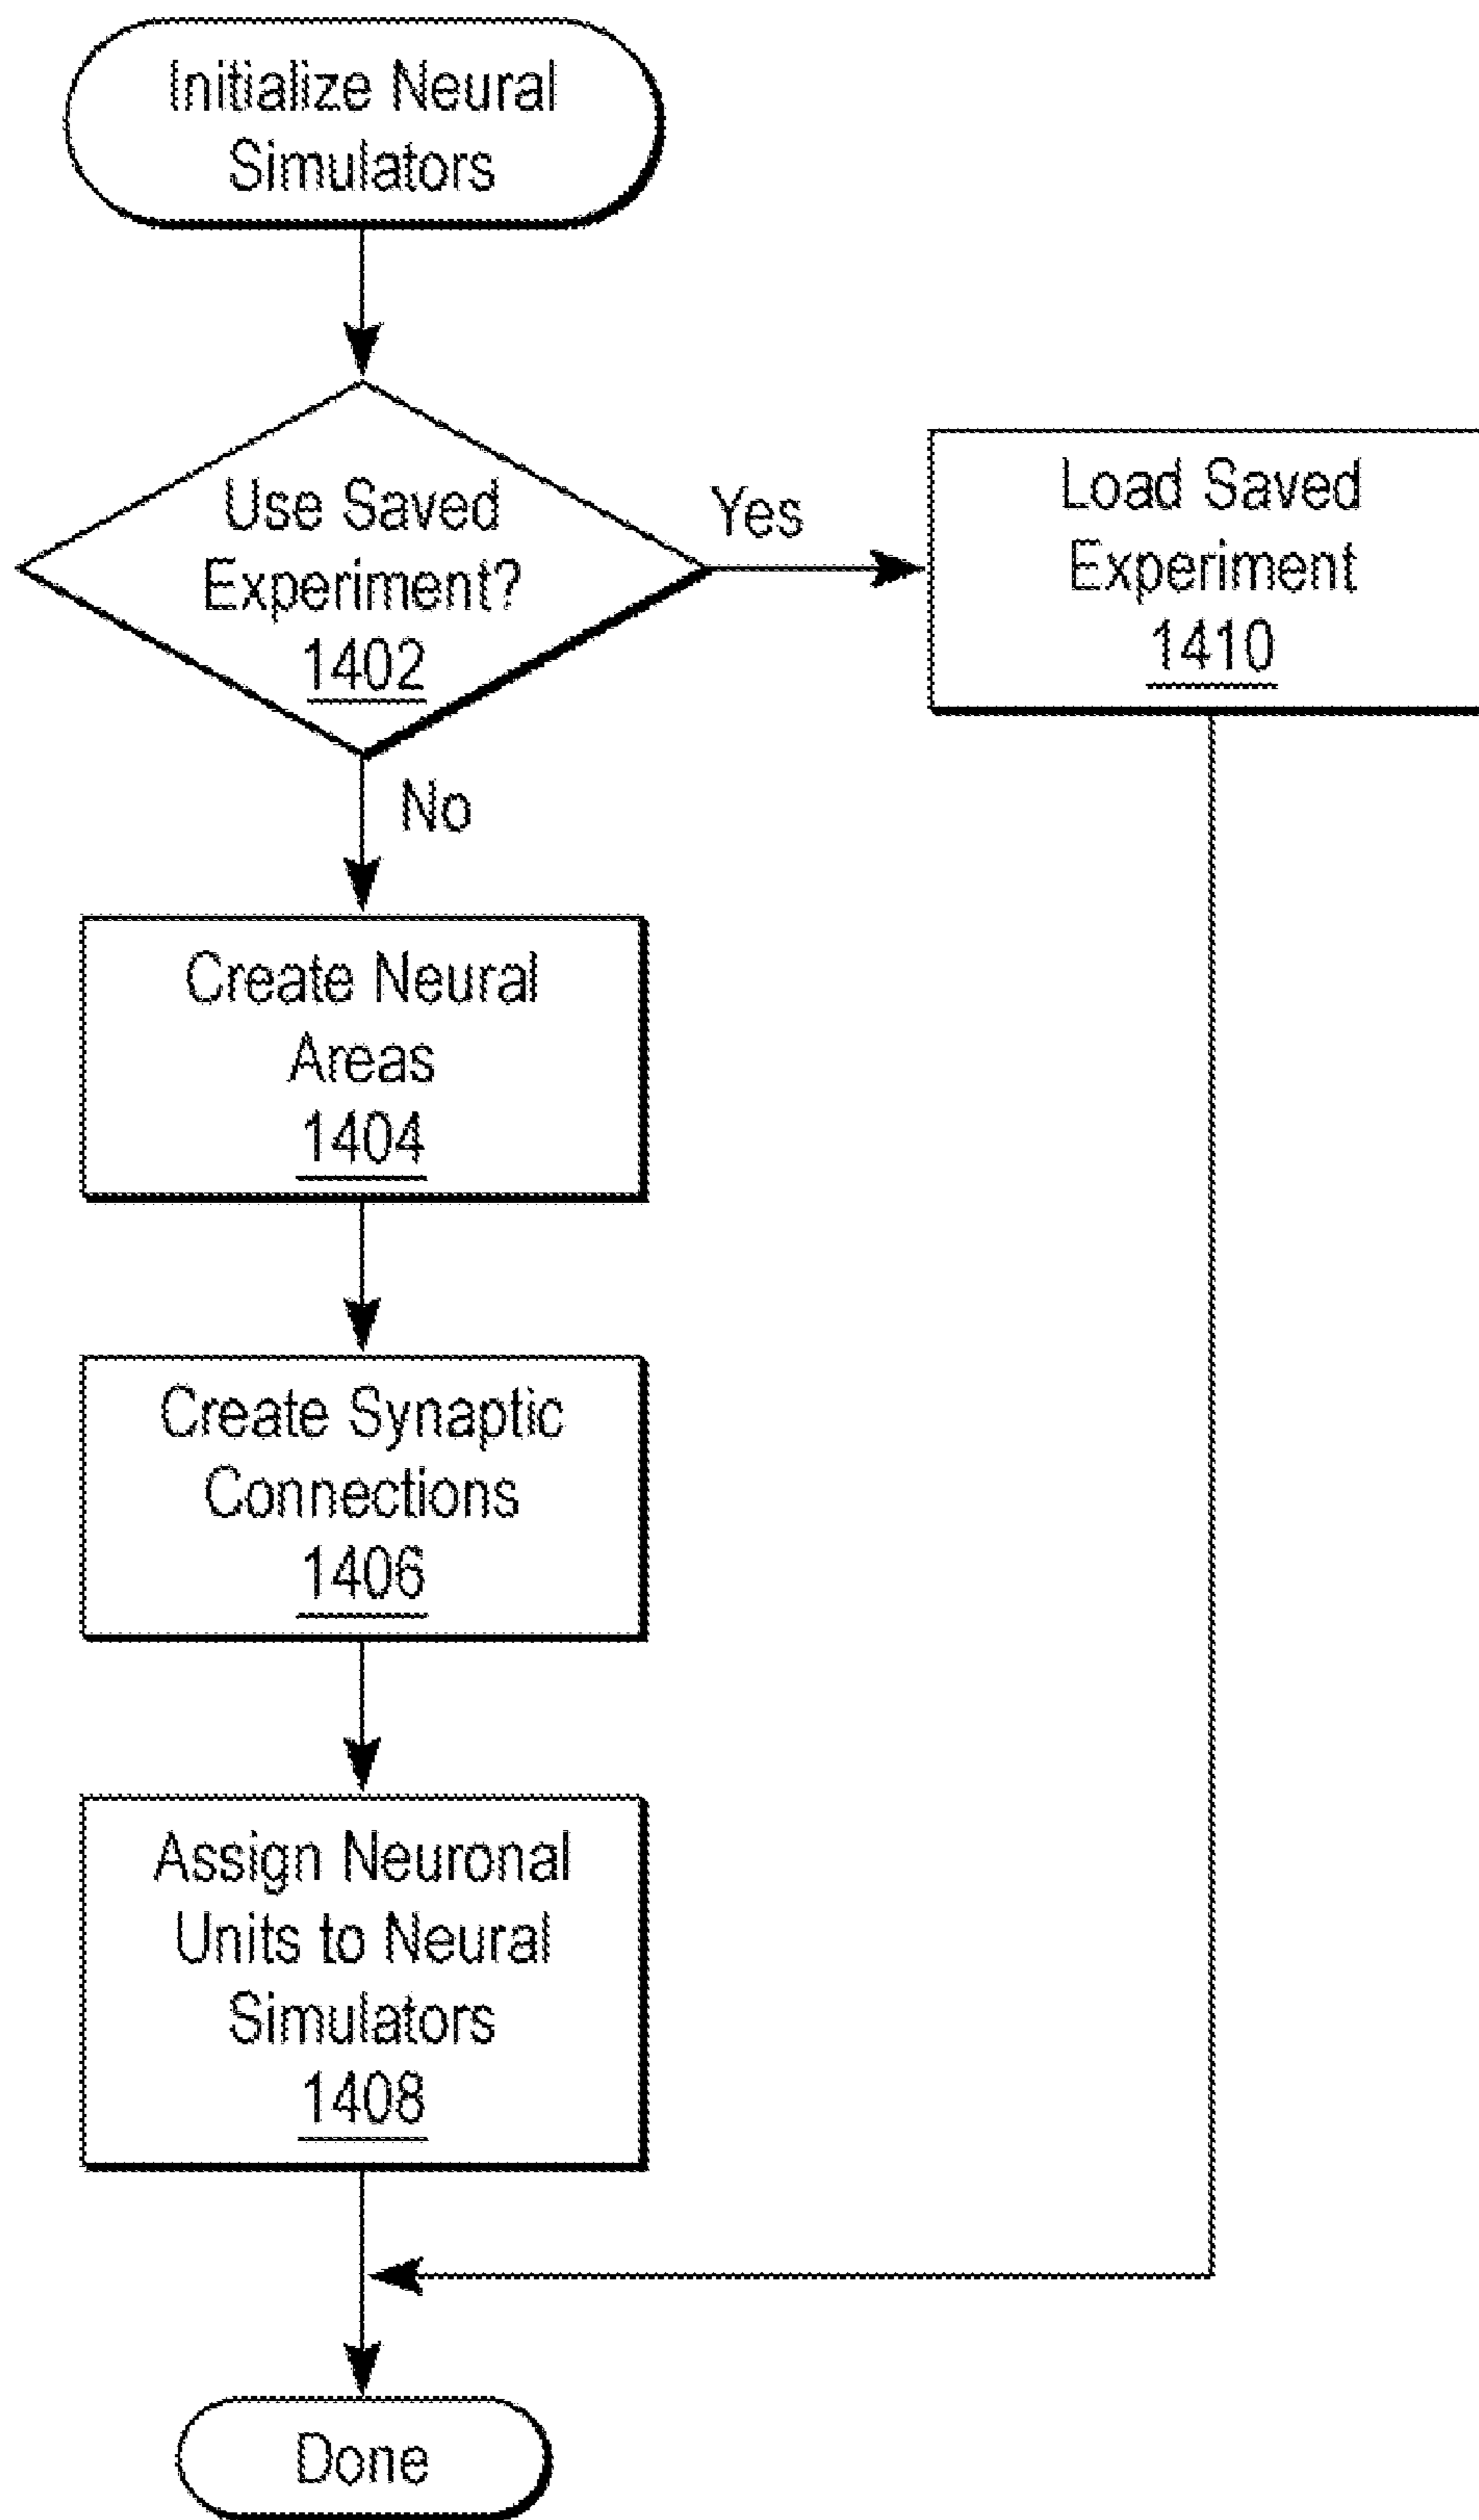 Initialize Neural
Simulators
Use Saved
Experiment?
1402
Yes
Load Saved
Experiment
1410
No
Create Neural
Areas
1404
Create Synaptic
Connections
1406
Assign Neuronal
Units to Neural
Simulators
1408
Done